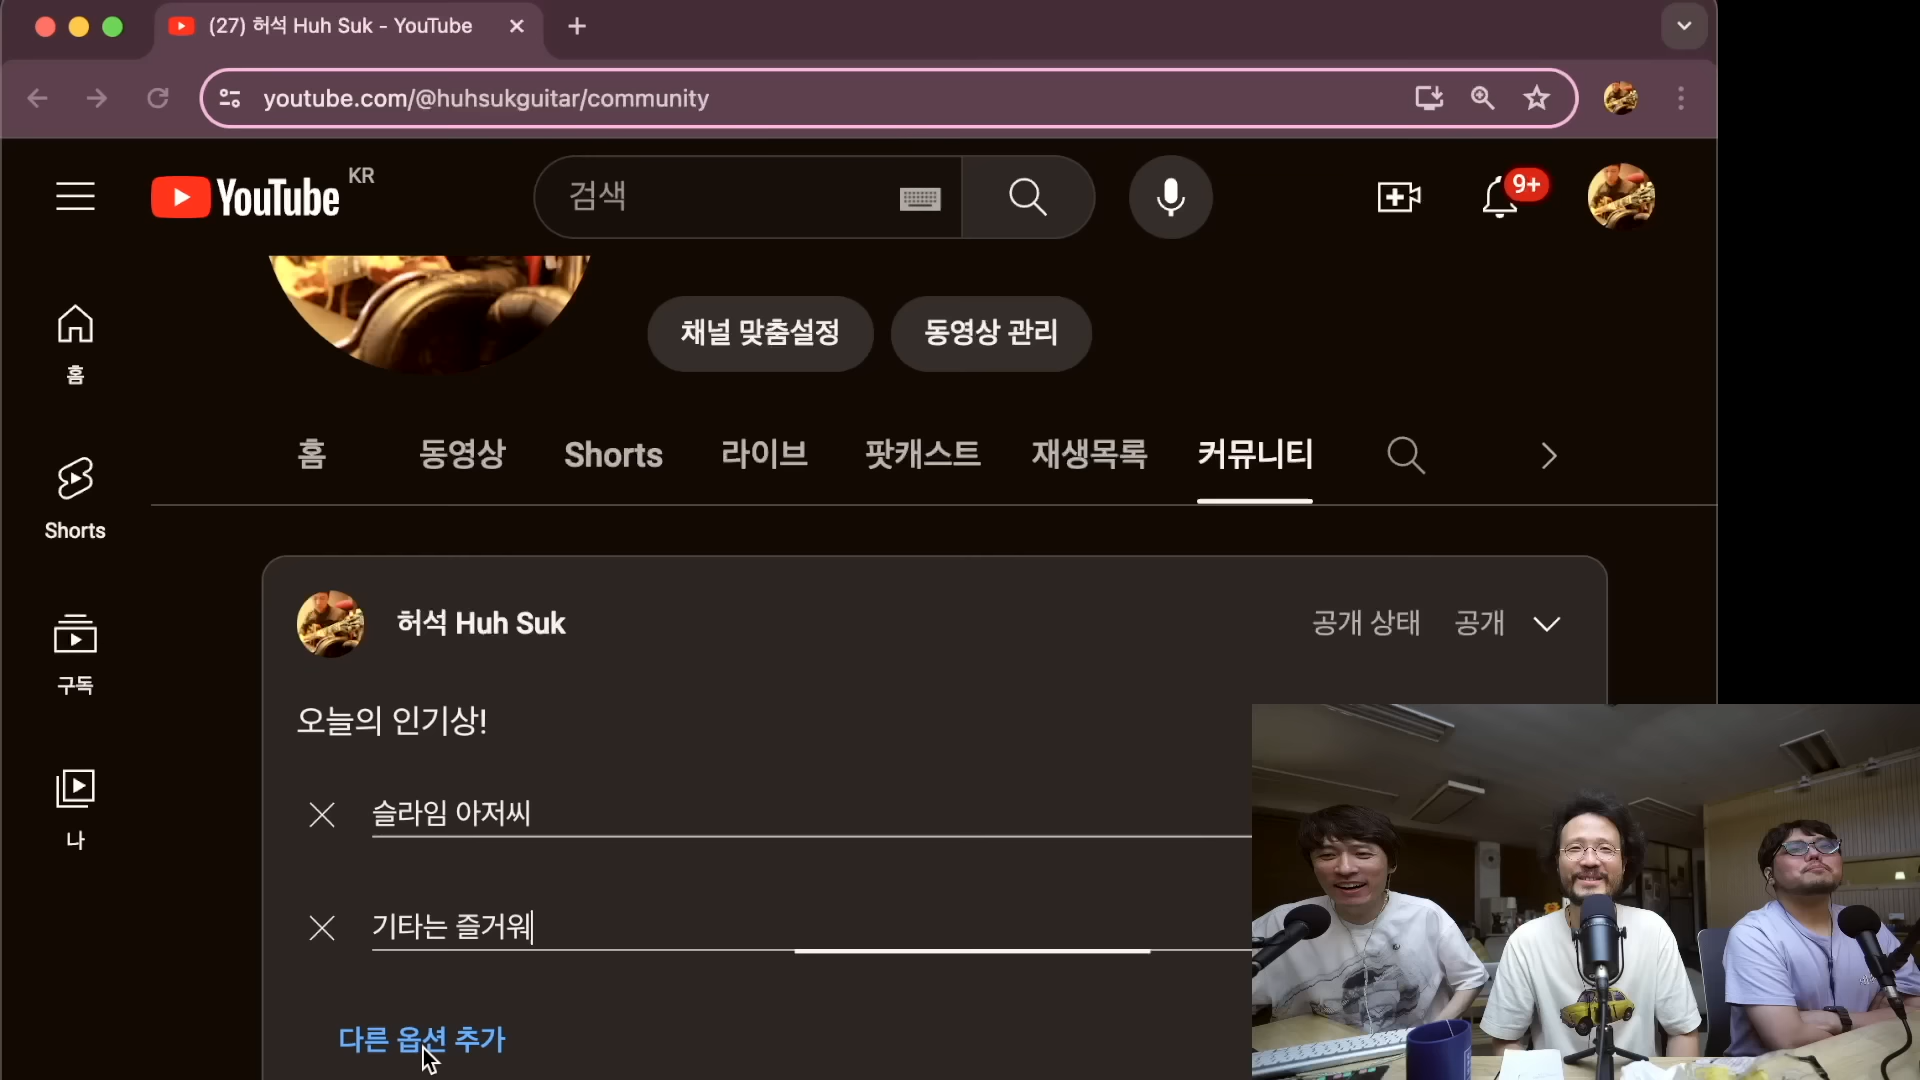 (27) 허석 Huh Suk - YouTube
youtube.com/@huhsukguitar/community
YouTube KR
검색
9+
채널 맞춤설정
동영상 관리
홈
Shorts
구독
나
홈 동영상 Shorts 라이브 팟캐스트 재생목록 커뮤니티
허석 Huh Suk
공개 상태 공개
오늘의 인기상!
슬라임 아저씨
기타는 즐거워
다른 옵션 추가